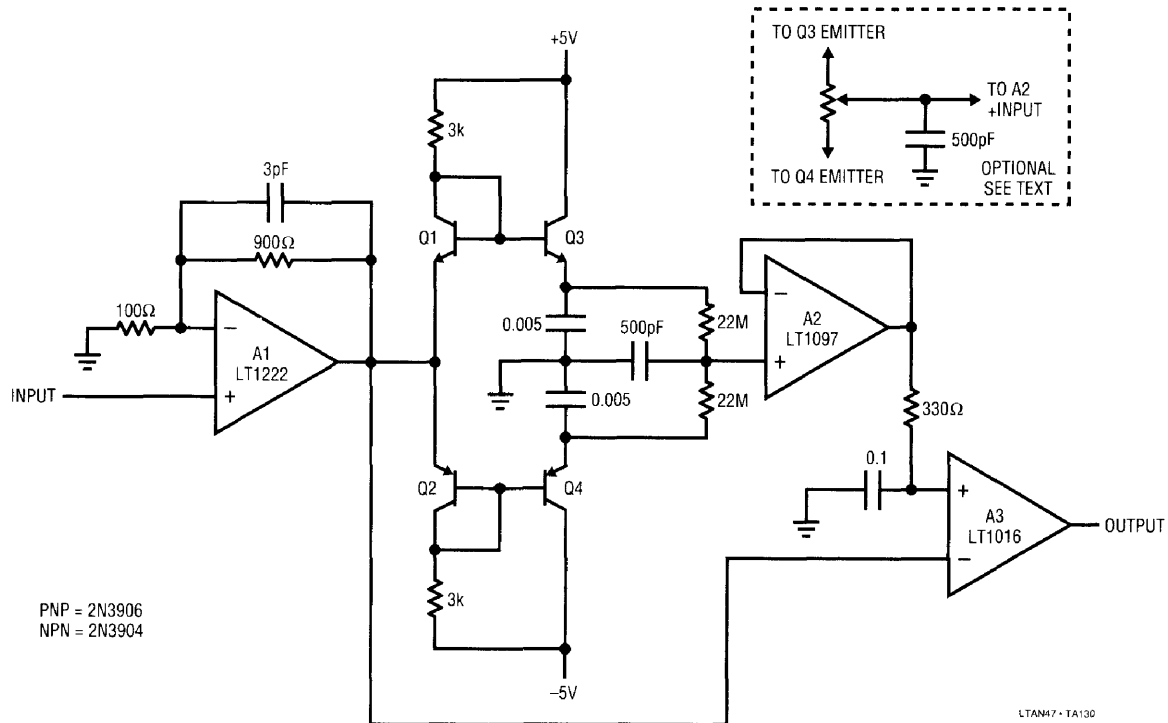 +5V
TO Q3 EMITTER
TO A2
+INPUT
500pF
TO Q4 EMITTER
OPTIONAL
SEE TEXT
3k
3pF
900Ω
Q1
Q3
100Ω
−
A1
LT1222
+
INPUT
0.005
500pF
22M
22M
0.005
−
A2
LT1097
+
330Ω
Q2
Q4
0.1
+
A3
LT1016
−
OUTPUT
3k
PNP = 2N3906
NPN = 2N3904
−5V
LTAN47 • TA130